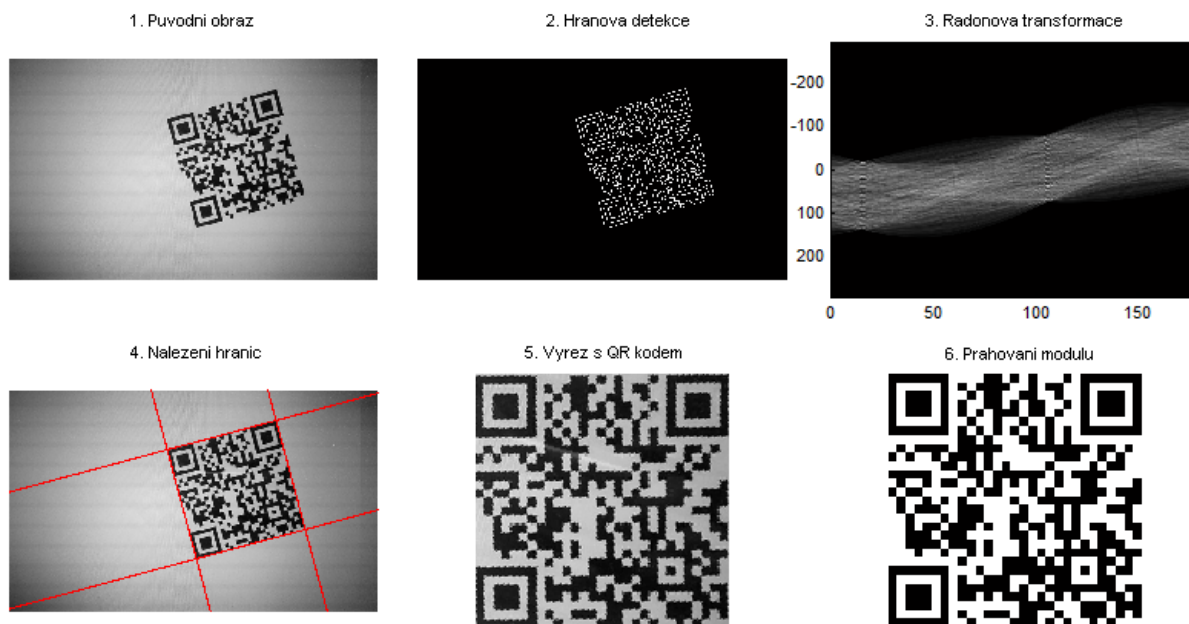 1. Puvodni obraz
2. Hranova detekce
3. Radonova transformace
-200
-100
0
100
200
0
50
100
150
4. Nalezeni hranic
5. Vyrez s QR kodem
6. Prahovani modulu